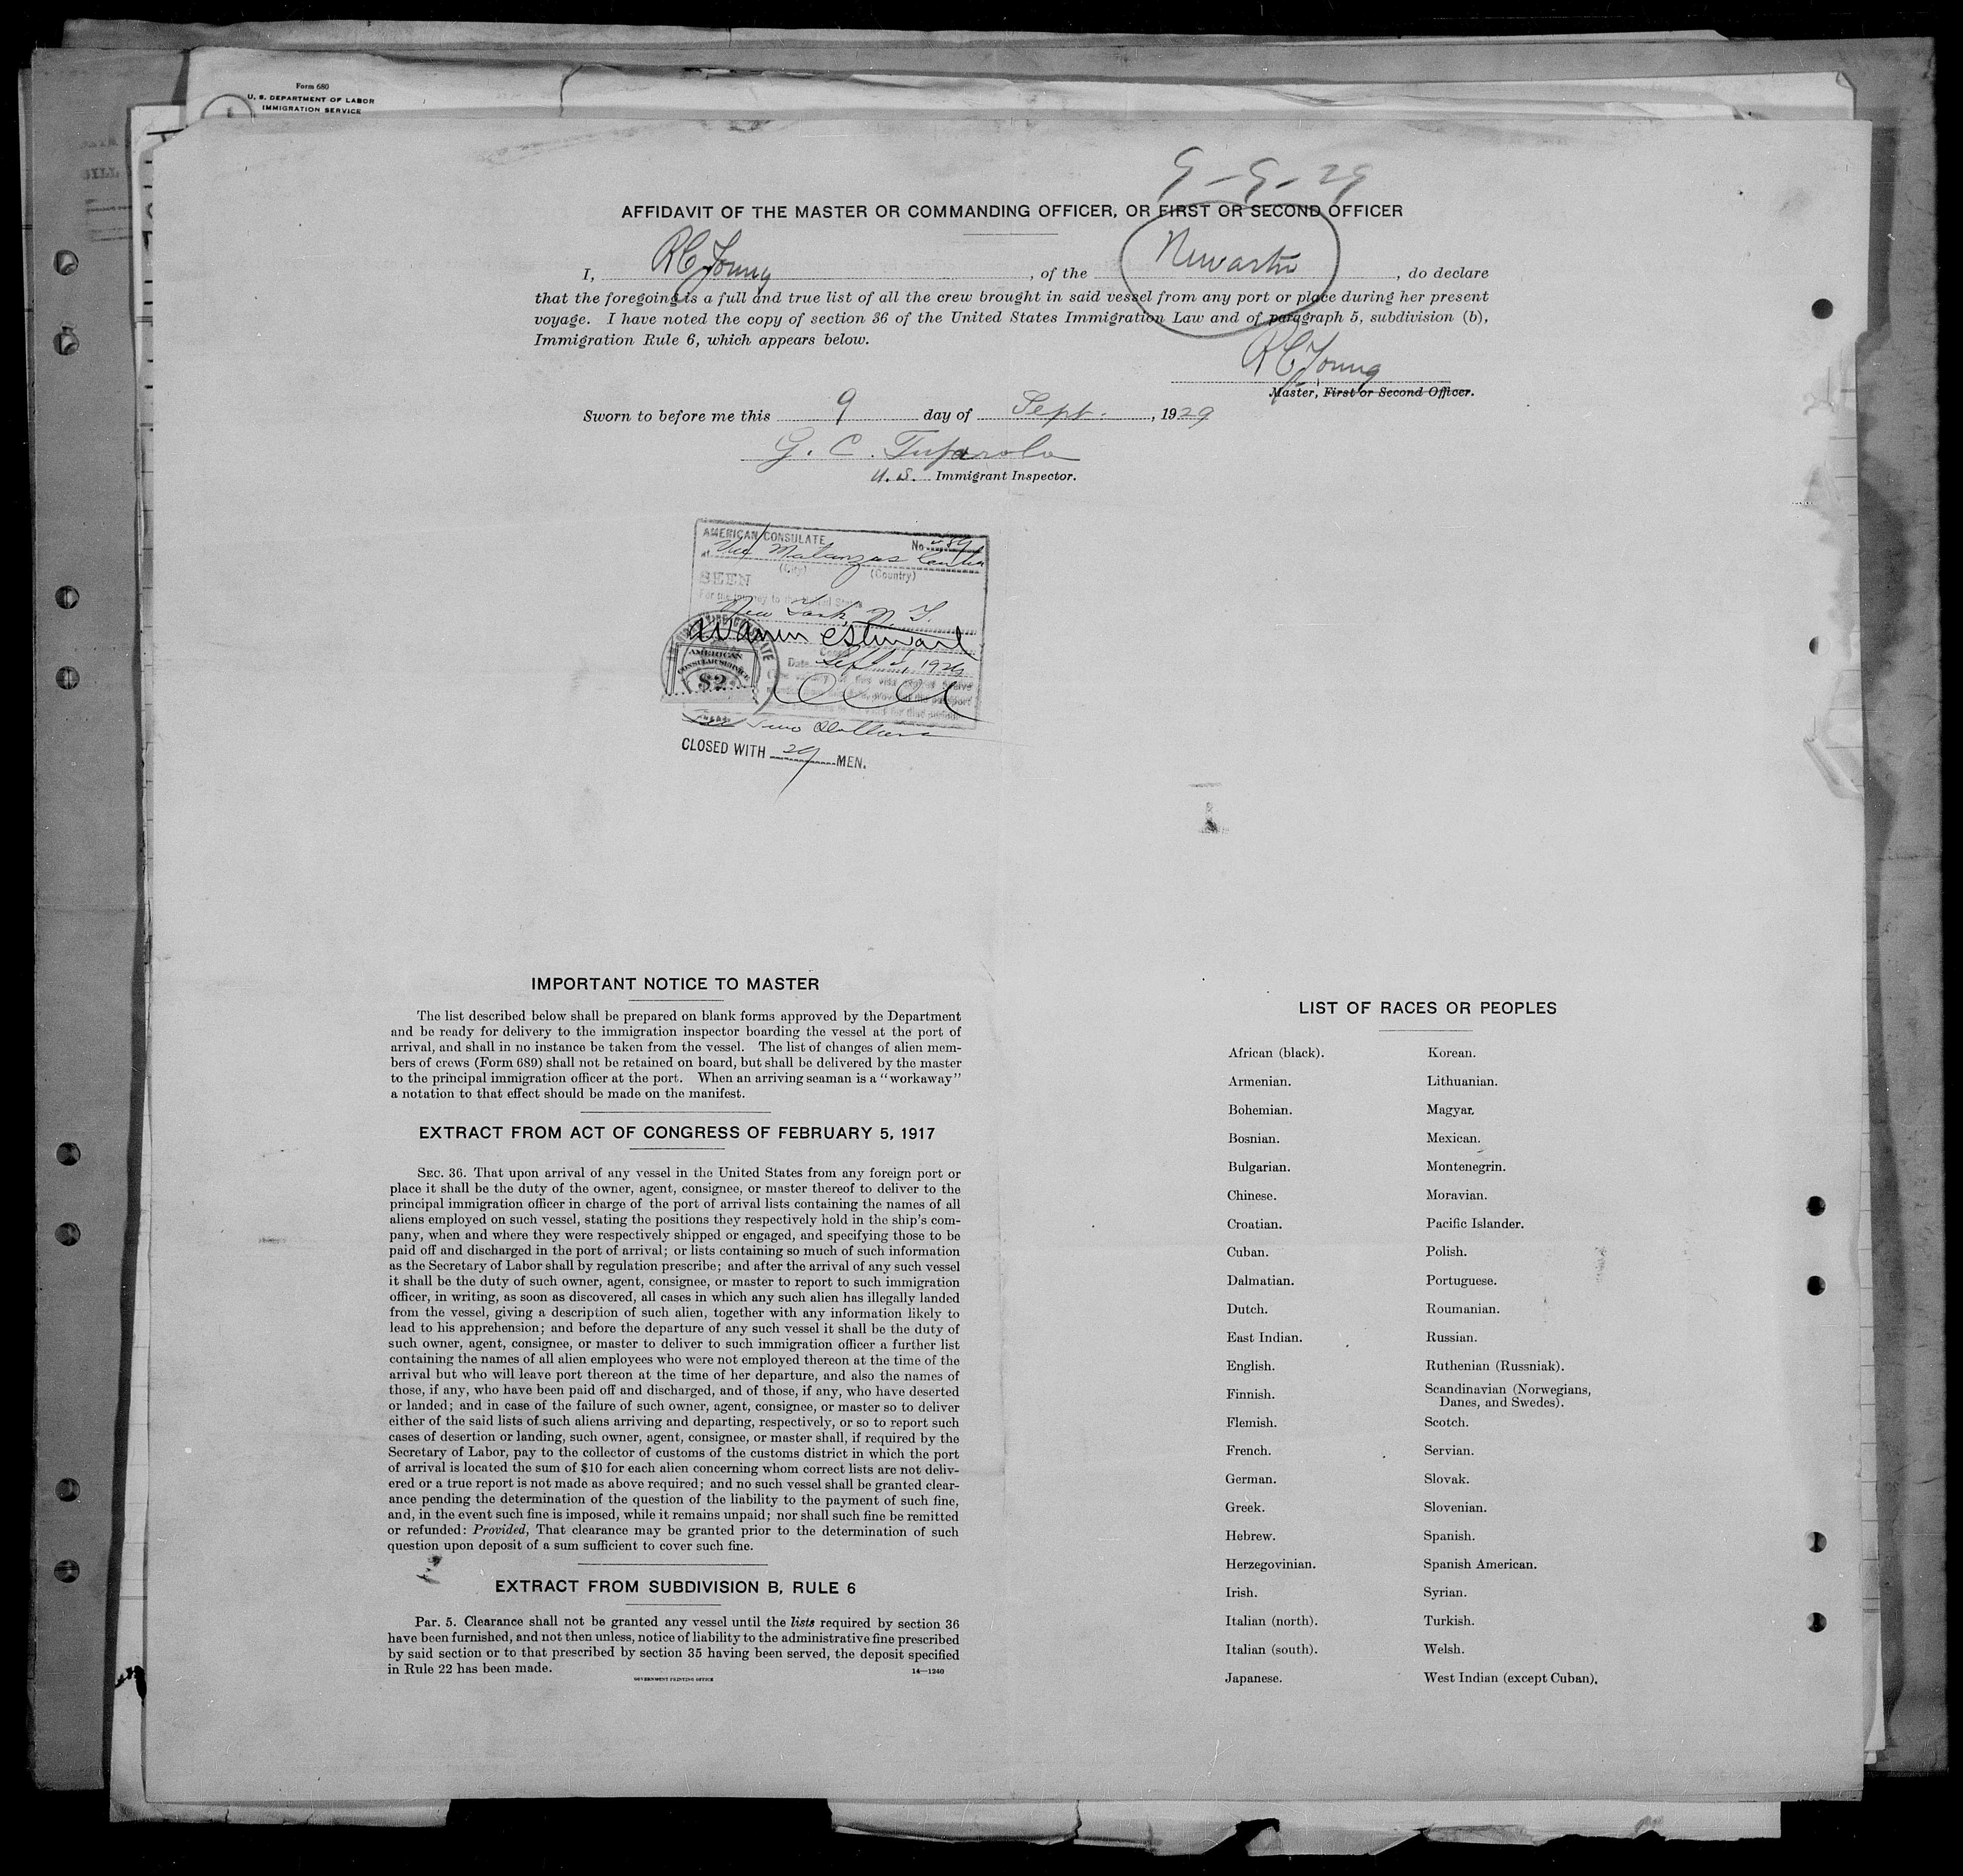 Form 680
U. S. DEPARTMENT OF LABOR
IMMIGRATION SERVICE
9-9-29
AFFIDAVIT OF THE MASTER OR COMMANDING OFFICER, OR FIRST OR SECOND OFFICER
I, R C Young, of the, do declare
that the foregoing is a full and true list of all the crew brought in said vessel from any port or place during her present
voyage. I have noted the copy of section 36 of the United States Immigration Law and of paragraph 5, subdivision (b),
Immigration Rule 6, which appears below.
R C Young
Master, First or Second Officer.
Sworn to before me this 9 day of Sept., 1929
G. C.
U. S. Immigrant Inspector.
AMERICAN CONSULATE No.
at Matanzas
(City) (Country)
SEEN
For the journey to the United States
New York, N. Y.
Consul
Date Sept
AMERICAN
CONSULAR SERVICE
$2
Two Dollars
CLOSED WITH 29 MEN.
IMPORTANT NOTICE TO MASTER
The list described below shall be prepared on blank forms approved by the Department
and be ready for delivery to the immigration inspector boarding the vessel at the port of
arrival, and shall in no instance be taken from the vessel. The list of changes of alien mem-
bers of crews (Form 689) shall not be retained on board, but shall be delivered by the master
to the principal immigration officer at the port. When an arriving seaman is a "workaway"
a notation to that effect should be made on the manifest.
EXTRACT FROM ACT OF CONGRESS OF FEBRUARY 5, 1917
SEC. 36. That upon arrival of any vessel in the United States from any foreign port or
place it shall be the duty of the owner, agent, consignee, or master thereof to deliver to the
principal immigration officer in charge of the port of arrival lists containing the names of all
aliens employed on such vessel, stating the positions they respectively hold in the ship's com-
pany, when and where they were respectively shipped or engaged, and specifying those to be
paid off and discharged in the port of arrival; or lists containing so much of such information
as the Secretary of Labor shall by regulation prescribe; and after the arrival of any such vessel
it shall be the duty of such owner, agent, consignee, or master to report to such immigration
officer, in writing, as soon as discovered, all cases in which any such alien has illegally landed
from the vessel, giving a description of such alien, together with any information likely to
lead to his apprehension; and before the departure of any such vessel it shall be the duty of
such owner, agent, consignee, or master to deliver to such immigration officer a further list
containing the names of all alien employees who were not employed thereon at the time of the
arrival but who will leave port thereon at the time of her departure, and also the names of
those, if any, who have been paid off and discharged, and of those, if any, who have deserted
or landed; and in case of the failure of such owner, agent, consignee, or master so to deliver
either of the said lists of such aliens arriving and departing, respectively, or so to report such
cases of desertion or landing, such owner, agent, consignee, or master shall, if required by the
Secretary of Labor, pay to the collector of customs of the customs district in which the port
of arrival is located the sum of $10 for each alien concerning whom correct lists are not deliv-
ered or a true report is not made as above required; and no such vessel shall be granted clear-
ance pending the determination of the question of the liability to the payment of such fine,
and, in the event such fine is imposed, while it remains unpaid; nor shall such fine be remitted
or refunded: Provided, That clearance may be granted prior to the determination of such
question upon deposit of a sum sufficient to cover such fine.
EXTRACT FROM SUBDIVISION B, RULE 6
Par. 5. Clearance shall not be granted any vessel until the lists required by section 36
have been furnished, and not then unless, notice of liability to the administrative fine prescribed
by said section or to that prescribed by section 35 having been served, the deposit specified
in Rule 22 has been made.
GOVERNMENT PRINTING OFFICE 14—1240
LIST OF RACES OR PEOPLES
African (black). Korean.
Armenian. Lithuanian.
Bohemian. Magyar.
Bosnian. Mexican.
Bulgarian. Montenegrin.
Chinese. Moravian.
Croatian. Pacific Islander.
Cuban. Polish.
Dalmatian. Portuguese.
Dutch. Roumanian.
East Indian. Russian.
English. Ruthenian (Russniak).
Finnish. Scandinavian (Norwegians,
Danes, and Swedes).
Flemish. Scotch.
French. Servian.
German. Slovak.
Greek. Slovenian.
Hebrew. Spanish.
Herzegovinian. Spanish American.
Irish. Syrian.
Italian (north). Turkish.
Italian (south). Welsh.
Japanese. West Indian (except Cuban).